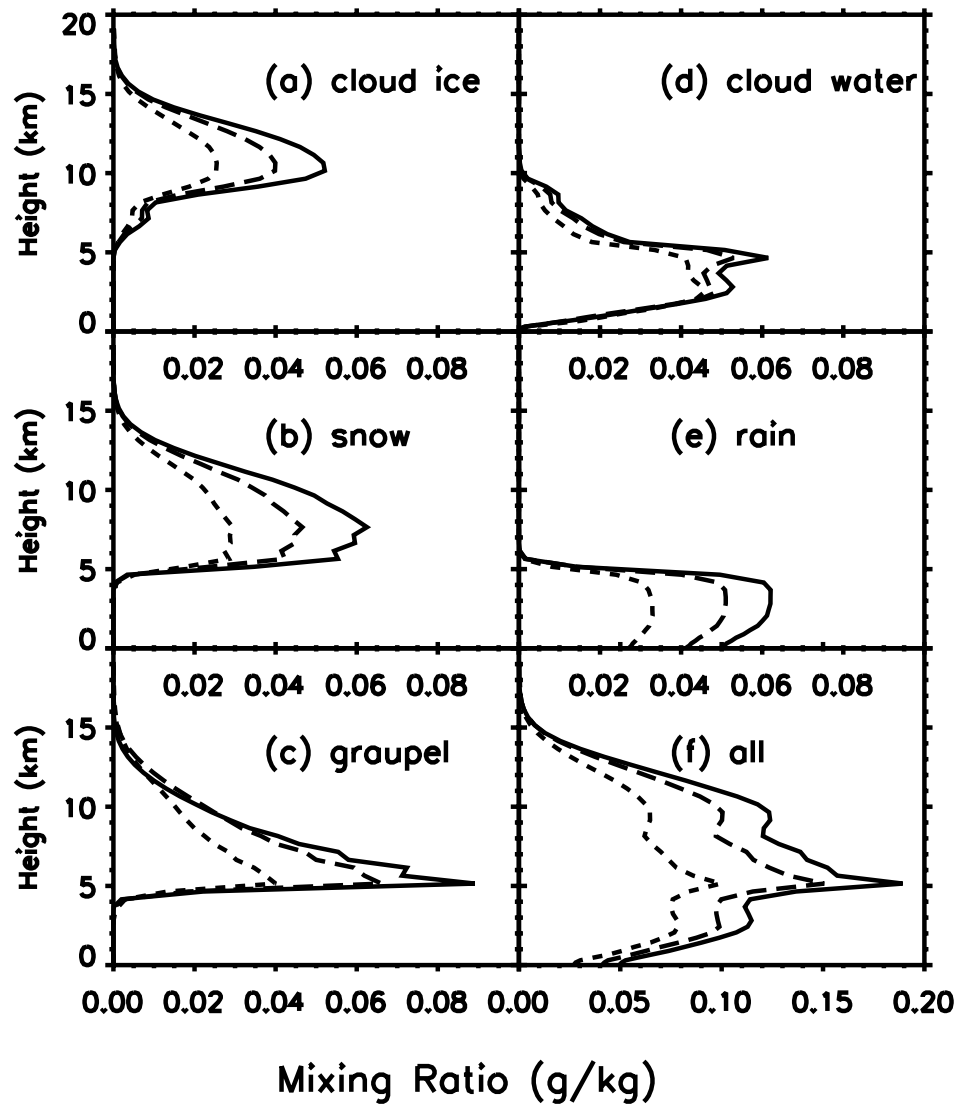 20
(a) cloud ice
(d) cloud water
15
10
5
0
Height (km)
0.02 0.04 0.06 0.08
0.02 0.04 0.06 0.08
15
(b) snow
(e) rain
10
5
0
Height (km)
0.02 0.04 0.06 0.08
0.02 0.04 0.06 0.08
15
(c) graupel
(f) all
10
5
0
Height (km)
0.00 0.02 0.04 0.06 0.08
0.00 0.05 0.10 0.15 0.20
Mixing Ratio (g/kg)